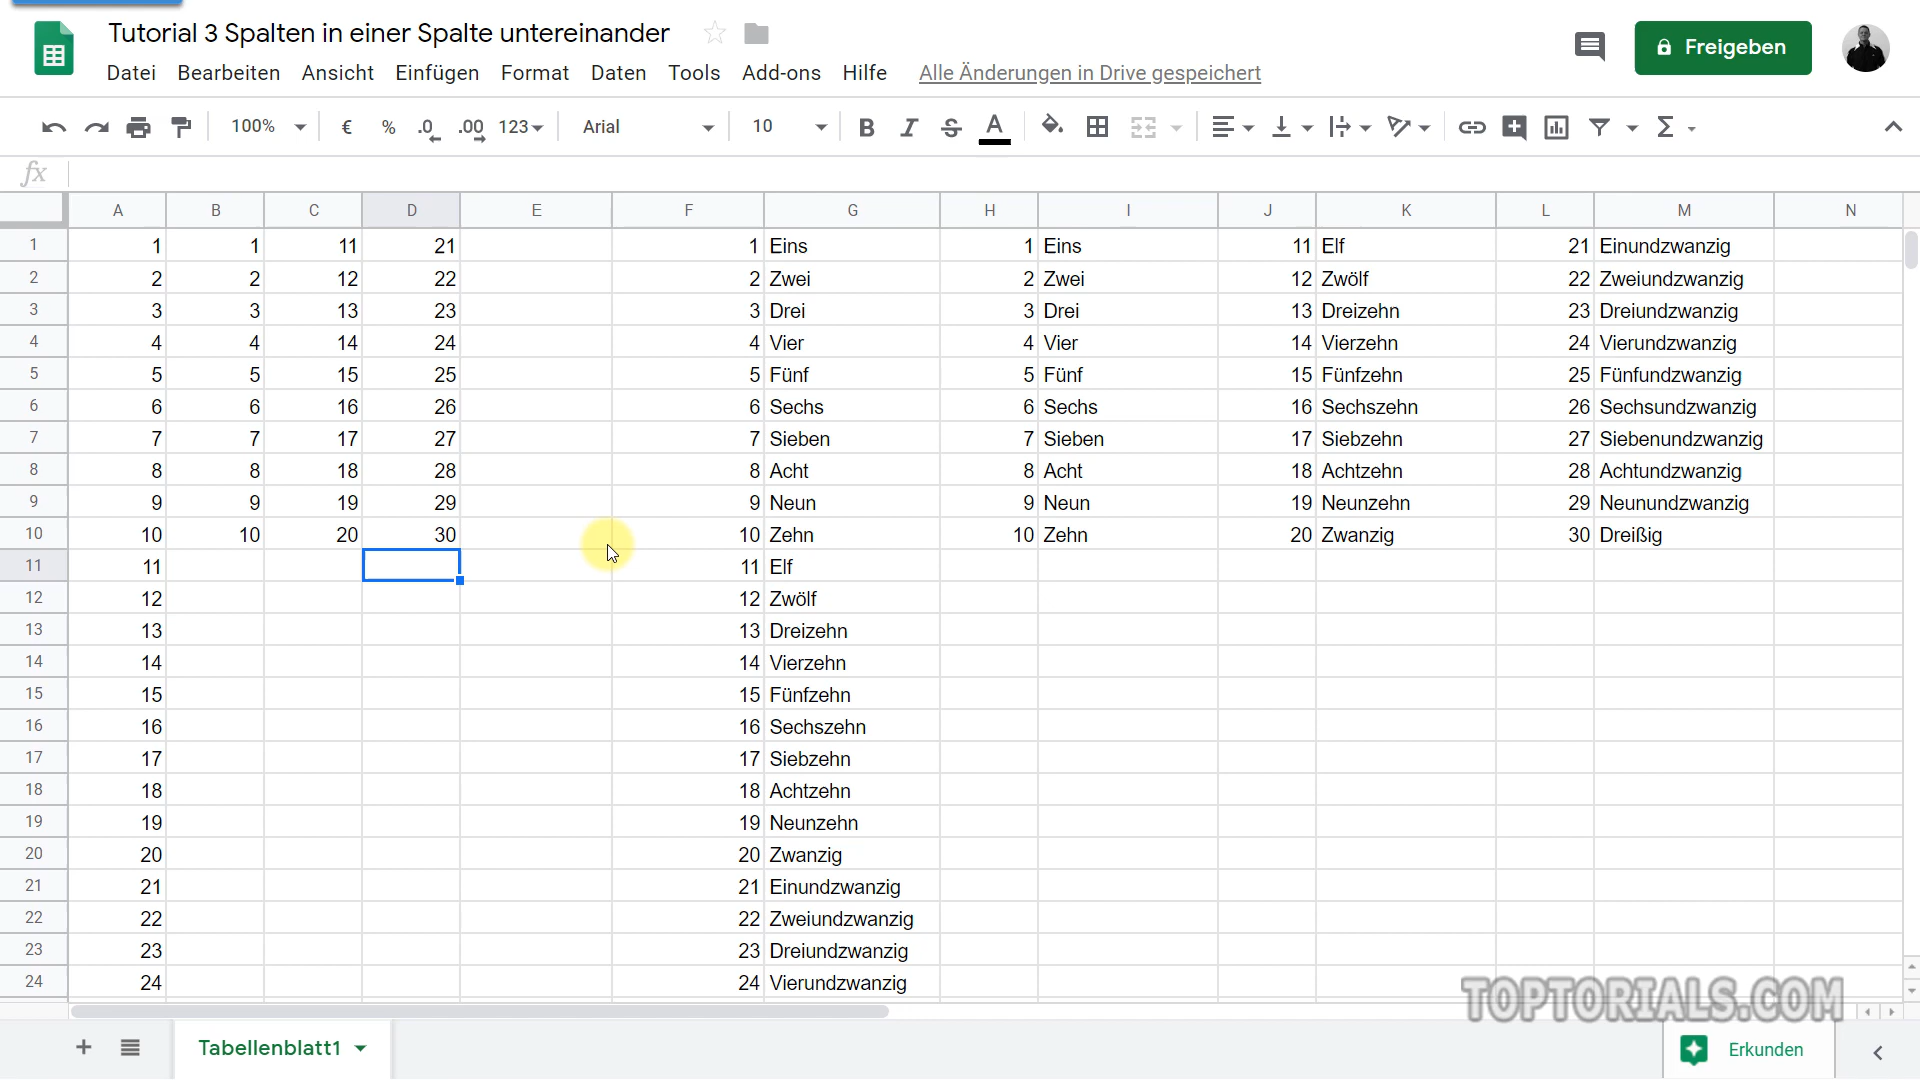 Tutorial 3 Spalten in einer Spalte untereinander
Freigeben
Datei Bearbeiten Ansicht Einfügen Format Daten Tools Add-ons Hilfe Alle Änderungen in Drive gespeichert
100% € % .0 .00 123 Arial 10 B I S A Σ
fx
A B C D E F G H I J K L M N
1 1 1 11 21 1 Eins 1 Eins 11 Elf 21 Einundzwanzig
2 2 2 12 22 2 Zwei 2 Zwei 12 Zwölf 22 Zweiundzwanzig
3 3 3 13 23 3 Drei 3 Drei 13 Dreizehn 23 Dreiundzwanzig
4 4 4 14 24 4 Vier 4 Vier 14 Vierzehn 24 Vierundzwanzig
5 5 5 15 25 5 Fünf 5 Fünf 15 Fünfzehn 25 Fünfundzwanzig
6 6 6 16 26 6 Sechs 6 Sechs 16 Sechszehn 26 Sechsundzwanzig
7 7 7 17 27 7 Sieben 7 Sieben 17 Siebzehn 27 Siebenundzwanzig
8 8 8 18 28 8 Acht 8 Acht 18 Achtzehn 28 Achtundzwanzig
9 9 9 19 29 9 Neun 9 Neun 19 Neunzehn 29 Neunundzwanzig
10 10 10 20 30 10 Zehn 10 Zehn 20 Zwanzig 30 Dreißig
11 11 11 Elf
12 12 12 Zwölf
13 13 13 Dreizehn
14 14 14 Vierzehn
15 15 15 Fünfzehn
16 16 16 Sechszehn
17 17 17 Siebzehn
18 18 18 Achtzehn
19 19 19 Neunzehn
20 20 20 Zwanzig
21 21 21 Einundzwanzig
22 22 22 Zweiundzwanzig
23 23 23 Dreiundzwanzig
24 24 24 Vierundzwanzig
TOPTORIALS.COM
Tabellenblatt1
Erkunden